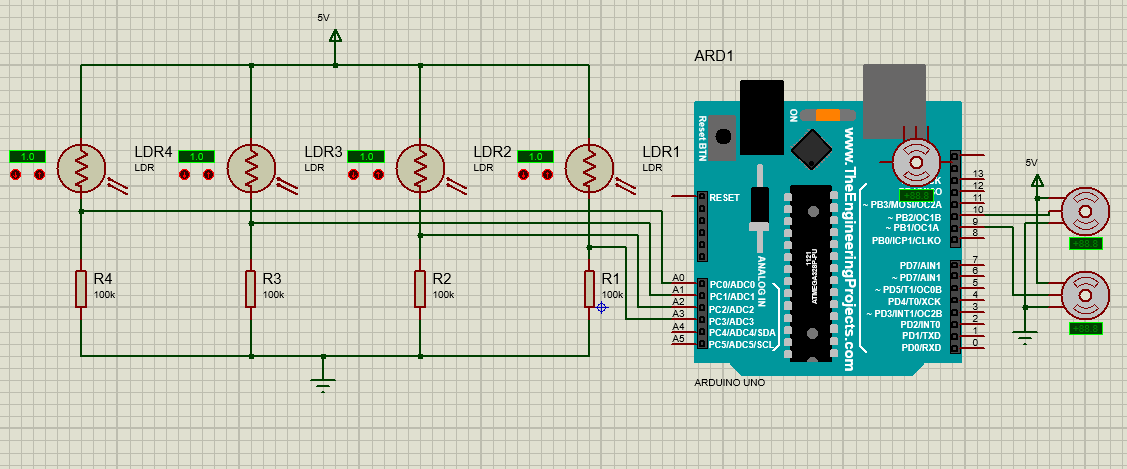 5V
ARD1
1.0
LDR4
LDR
1.0
LDR3
LDR
1.0
LDR2
LDR
1.0
LDR1
LDR
R4
100k
R3
100k
R2
100k
R1
100k
Reset BTN
ON
www.TheEngineeringProjects.com
RESET
ANALOG IN
1121
ATMEGA328P-PU
A0 PC0/ADC0
A1 PC1/ADC1
A2 PC2/ADC2
A3 PC3/ADC3
A4 PC4/ADC4/SDA
A5 PC5/ADC5/SCL
13
12
~ PB3/MOSI/OC2A 11
~ PB2/OC1B 10
~ PB1/OC1A 9
PB0/ICP1/CLKO 8
PD7/AIN1 7
~ PD7/AIN1 6
~ PD5/T1/OC0B 5
PD4/T0/XCK 4
~ PD3/INT1/OC2B 3
PD2/INT0 2
PD1/TXD 1
PD0/RXD 0
ARDUINO UNO
5V